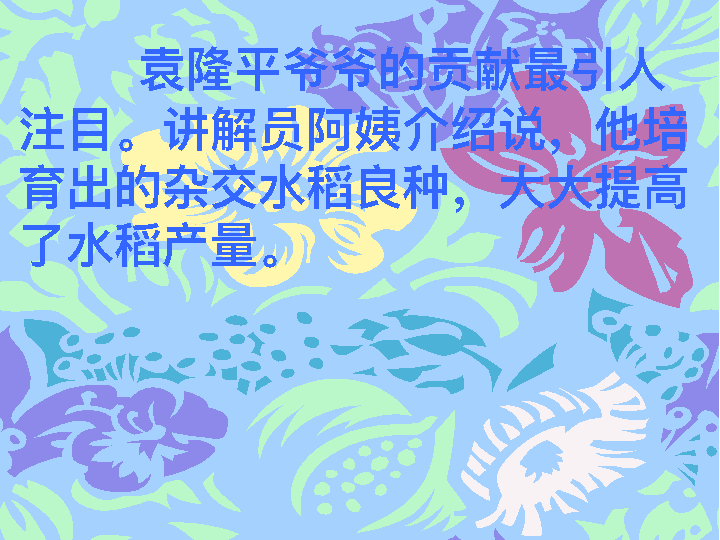 袁隆平爷爷的贡献最引人
注目。讲解员阿姨介绍说，他培
育出的杂交水稻良种，大大提高
了水稻产量。